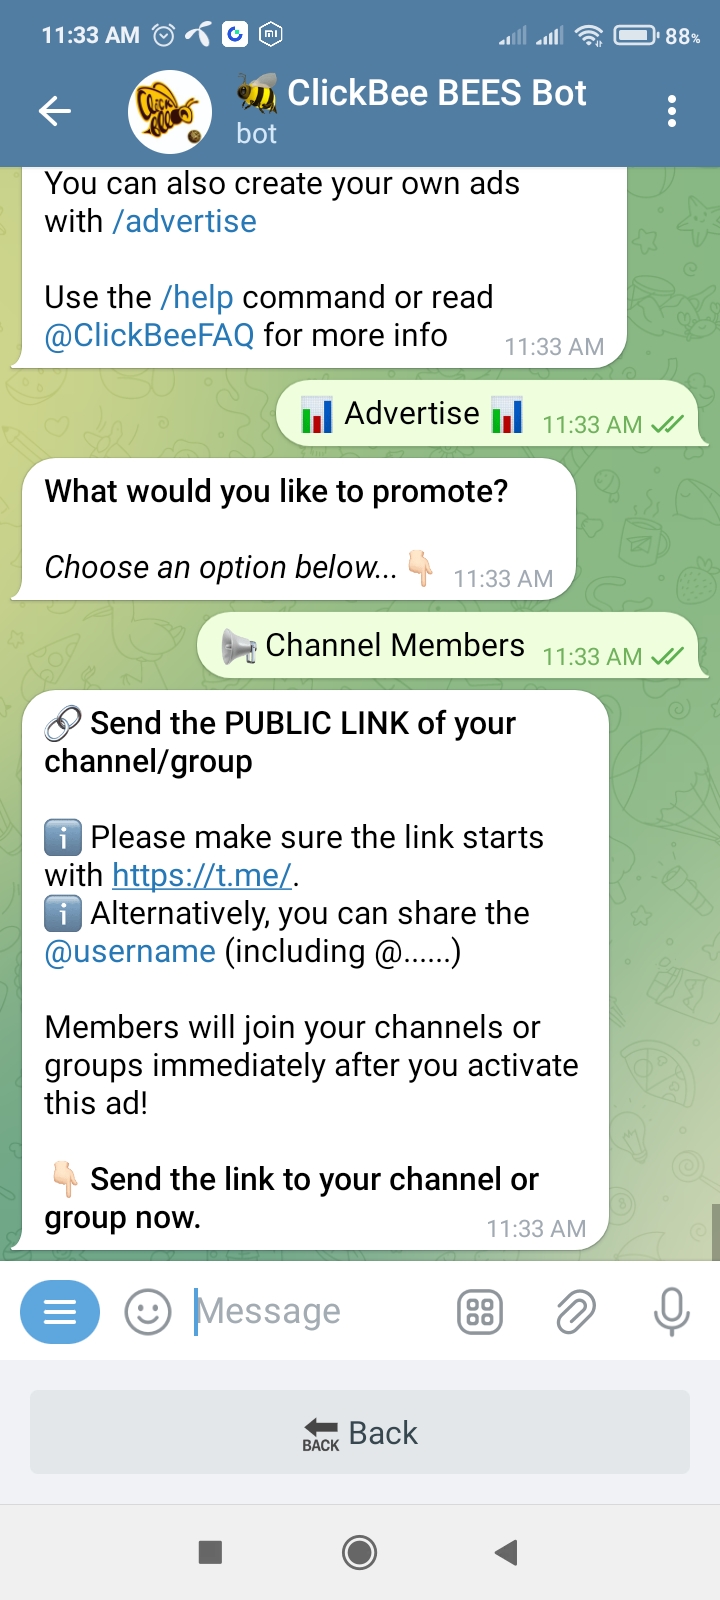 11:33 AM 88%
ClickBee BEES Bot
bot
You can also create your own ads
with /advertise
Use the /help command or read
@ClickBeeFAQ for more info 11:33 AM
Advertise 11:33 AM
What would you like to promote?
Choose an option below... 11:33 AM
Channel Members 11:33 AM
Send the PUBLIC LINK of your
channel/group
Please make sure the link starts
with https://t.me/.
Alternatively, you can share the
@username (including @......)
Members will join your channels or
groups immediately after you activate
this ad!
Send the link to your channel or
group now. 11:33 AM
Message
BACK Back